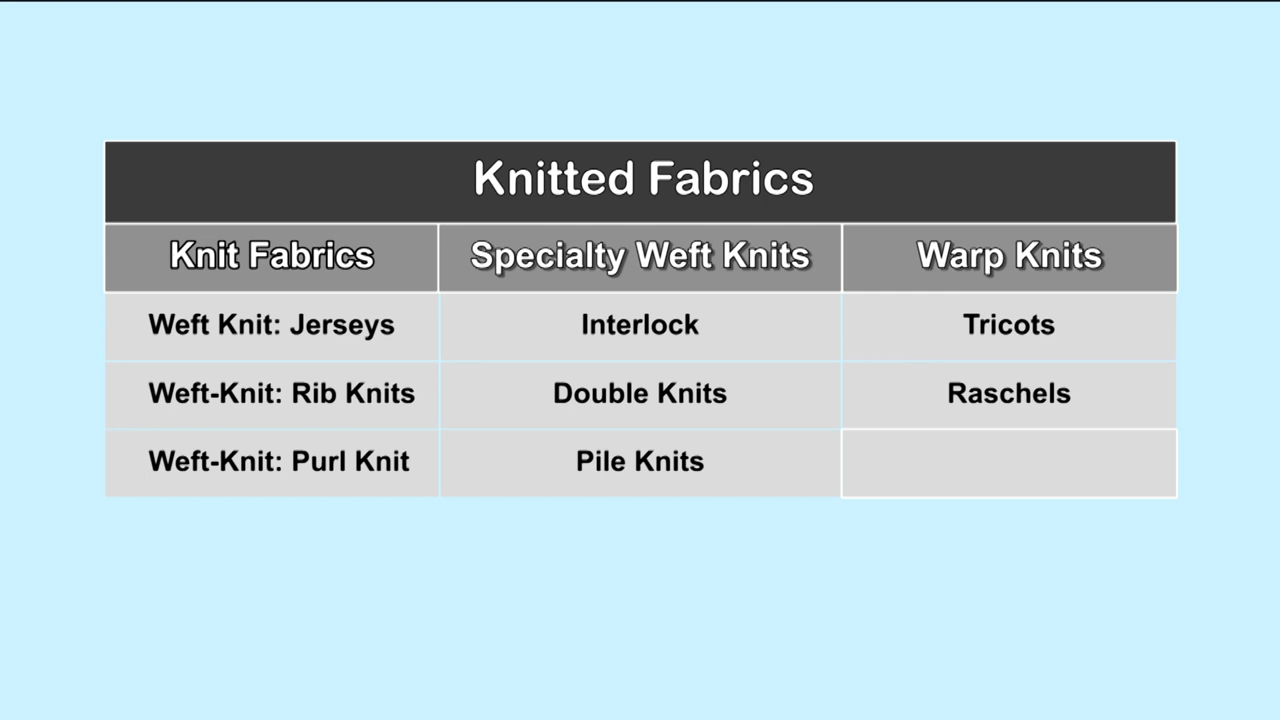 Knitted Fabrics
Knit Fabrics Specialty Weft Knits Warp Knits
Weft Knit: Jerseys Interlock Tricots
Weft-Knit: Rib Knits Double Knits Raschels
Weft-Knit: Purl Knit Pile Knits